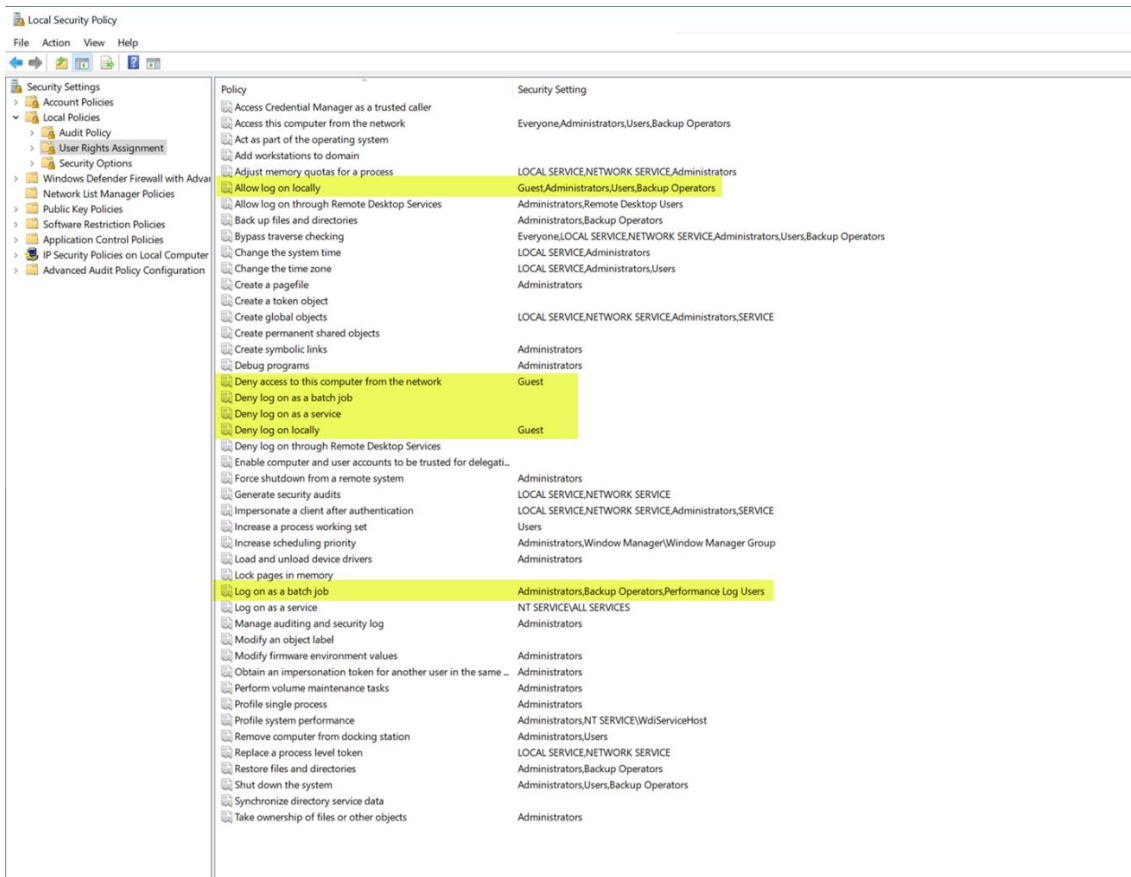 Local Security Policy
File Action View Help
Security Settings
Account Policies
Local Policies
Audit Policy
User Rights Assignment
Security Options
Windows Defender Firewall with Advar
Network List Manager Policies
Public Key Policies
Software Restriction Policies
Application Control Policies
IP Security Policies on Local Computer
Advanced Audit Policy Configuration
Policy Security Setting
Access Credential Manager as a trusted caller
Access this computer from the network Everyone,Administrators,Users,Backup Operators
Act as part of the operating system
Add workstations to domain
Adjust memory quotas for a process LOCAL SERVICE,NETWORK SERVICE,Administrators
Allow log on locally Guest,Administrators,Users,Backup Operators
Allow log on through Remote Desktop Services Administrators,Remote Desktop Users
Back up files and directories Administrators,Backup Operators
Bypass traverse checking Everyone,LOCAL SERVICE,NETWORK SERVICE,Administrators,Users,Backup Operators
Change the system time LOCAL SERVICE,Administrators
Change the time zone LOCAL SERVICE,Administrators,Users
Create a pagefile Administrators
Create a token object
Create global objects LOCAL SERVICE,NETWORK SERVICE,Administrators,SERVICE
Create permanent shared objects
Create symbolic links Administrators
Debug programs Administrators
Deny access to this computer from the network Guest
Deny log on as a batch job
Deny log on as a service
Deny log on locally Guest
Deny log on through Remote Desktop Services
Enable computer and user accounts to be trusted for delegati...
Force shutdown from a remote system Administrators
Generate security audits LOCAL SERVICE,NETWORK SERVICE
Impersonate a client after authentication LOCAL SERVICE,NETWORK SERVICE,Administrators,SERVICE
Increase a process working set Users
Increase scheduling priority Administrators,Window Manager\Window Manager Group
Load and unload device drivers Administrators
Lock pages in memory
Log on as a batch job Administrators,Backup Operators,Performance Log Users
Log on as a service NT SERVICE\ALL SERVICES
Manage auditing and security log Administrators
Modify an object label
Modify firmware environment values Administrators
Obtain an impersonation token for another user in the same ... Administrators
Perform volume maintenance tasks Administrators
Profile single process Administrators
Profile system performance Administrators,NT SERVICE\WdiServiceHost
Remove computer from docking station Administrators,Users
Replace a process level token LOCAL SERVICE,NETWORK SERVICE
Restore files and directories Administrators,Backup Operators
Shut down the system Administrators,Users,Backup Operators
Synchronize directory service data
Take ownership of files or other objects Administrators